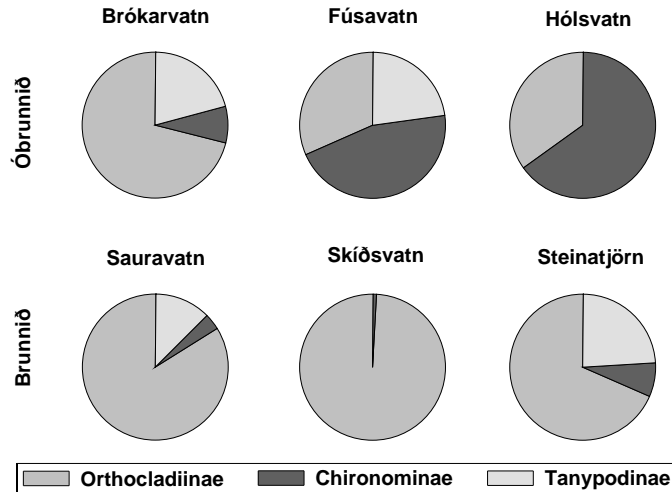 Brókarvatn Fúsavatn Hólsvatn
Óbrunnið
Sauravatn Skíðsvatn Steinatjörn
Brunnið
Orthocladiinae Chironominae Tanypodinae